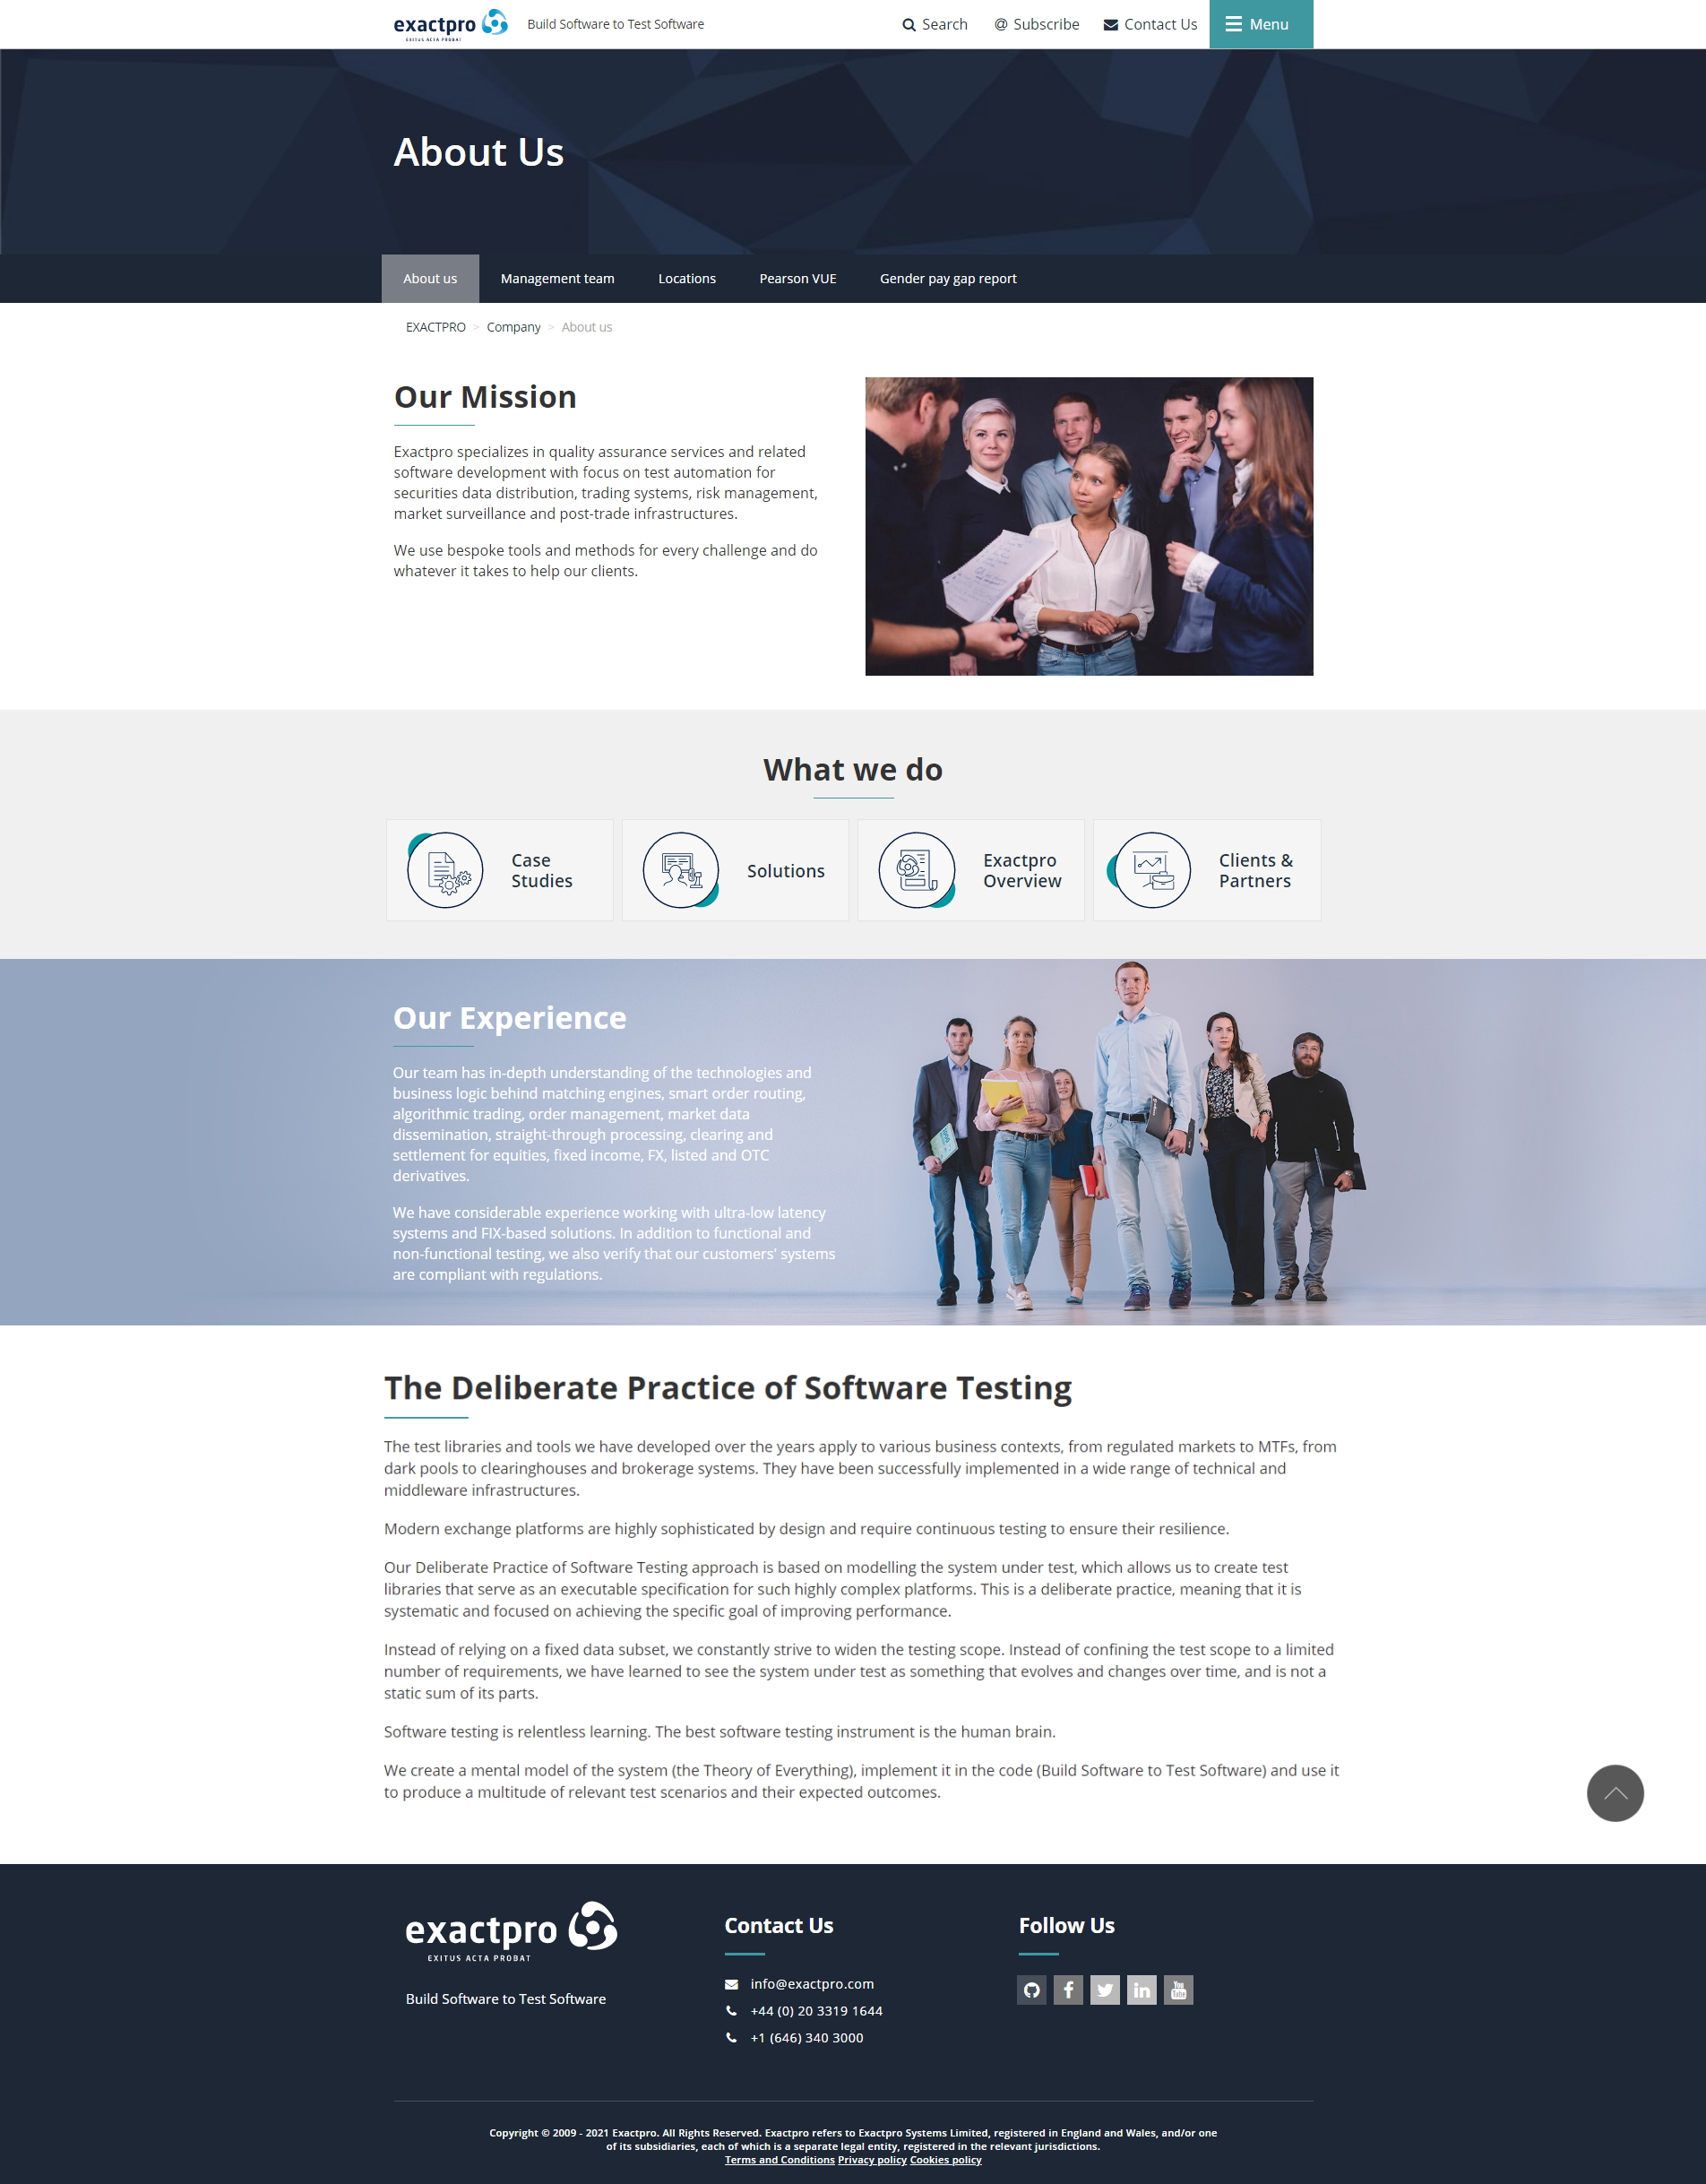 exactpro
EXITUS ACTA PROBAT
Build Software to Test Software
Search
@ Subscribe
Contact Us
Menu
About Us
About us
Management team
Locations
Pearson VUE
Gender pay gap report
EXACTPRO > Company > About us
Our Mission
Exactpro specializes in quality assurance services and related
software development with focus on test automation for
securities data distribution, trading systems, risk management,
market surveillance and post-trade infrastructures.
We use bespoke tools and methods for every challenge and do
whatever it takes to help our clients.
What we do
Case
Studies
Solutions
Exactpro
Overview
Clients &
Partners
Our Experience
Our team has in-depth understanding of the technologies and
business logic behind matching engines, smart order routing,
algorithmic trading, order management, market data
dissemination, straight-through processing, clearing and
settlement for equities, fixed income, FX, listed and OTC
derivatives.
We have considerable experience working with ultra-low latency
systems and FIX-based solutions. In addition to functional and
non-functional testing, we also verify that our customers' systems
are compliant with regulations.
The Deliberate Practice of Software Testing
The test libraries and tools we have developed over the years apply to various business contexts, from regulated markets to MTFs, from
dark pools to clearinghouses and brokerage systems. They have been successfully implemented in a wide range of technical and
middleware infrastructures.
Modern exchange platforms are highly sophisticated by design and require continuous testing to ensure their resilience.
Our Deliberate Practice of Software Testing approach is based on modelling the system under test, which allows us to create test
libraries that serve as an executable specification for such highly complex platforms. This is a deliberate practice, meaning that it is
systematic and focused on achieving the specific goal of improving performance.
Instead of relying on a fixed data subset, we constantly strive to widen the testing scope. Instead of confining the test scope to a limited
number of requirements, we have learned to see the system under test as something that evolves and changes over time, and is not a
static sum of its parts.
Software testing is relentless learning. The best software testing instrument is the human brain.
We create a mental model of the system (the Theory of Everything), implement it in the code (Build Software to Test Software) and use it
to produce a multitude of relevant test scenarios and their expected outcomes.
exactpro
EXITUS ACTA PROBAT
Build Software to Test Software
Contact Us
info@exactpro.com
+44 (0) 20 3319 1644
+1 (646) 340 3000
Follow Us
You
Tube
Copyright © 2009 - 2021 Exactpro. All Rights Reserved. Exactpro refers to Exactpro Systems Limited, registered in England and Wales, and/or one
of its subsidiaries, each of which is a separate legal entity, registered in the relevant jurisdictions.
Terms and Conditions Privacy policy Cookies policy